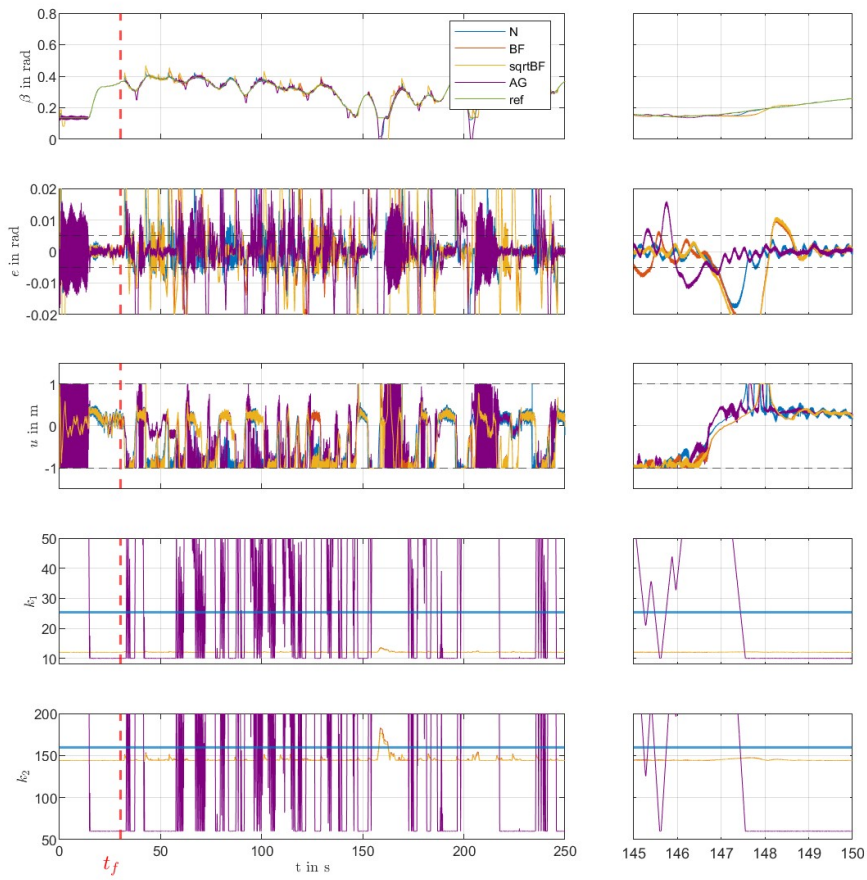 0.8
0.6
0.4
0.2
0
β in rad
N
BF
sqrtBF
AG
ref
0.02
0.01
0
-0.01
-0.02
e in rad
1
0
-1
u in m
50
40
30
20
10
k₁
200
150
100
50
k₂
0 50 100 150 200 250
t_f
t in s
145 146 147 148 149 150